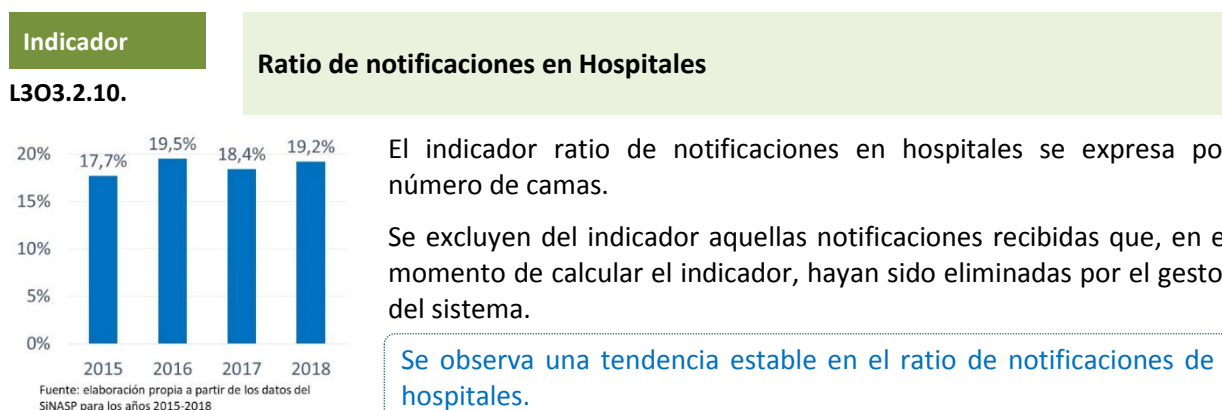 Indicador
L3O3.2.10.
Ratio de notificaciones en Hospitales
20%
15%
10%
5%
0%
17,7%
19,5%
18,4%
19,2%
2015 2016 2017 2018
Fuente: elaboración propia a partir de los datos del
SiNASP para los años 2015-2018
El indicador ratio de notificaciones en hospitales se expresa po
número de camas.
Se excluyen del indicador aquellas notificaciones recibidas que, en e
momento de calcular el indicador, hayan sido eliminadas por el gesto
del sistema.
Se observa una tendencia estable en el ratio de notificaciones de
hospitales.